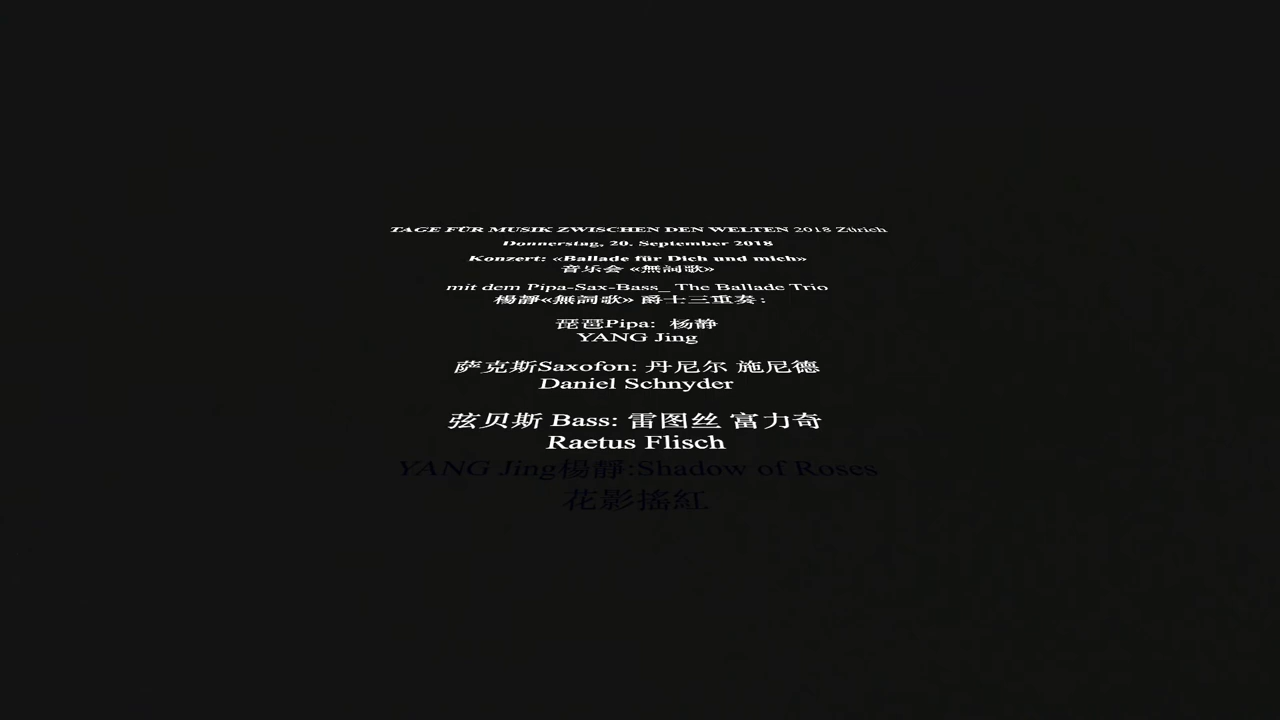 TAGE FÜR MUSIK ZWISCHEN DEN WELTEN 2018 Zürich
Donnerstag, 20. September 2018
Konzert: «Ballade für Dich und mich»
音乐会 «無詞歌»
mit dem Pipa-Sax-Bass_ The Ballade Trio
楊靜«無詞歌» 爵士三重奏:
琵琶Pipa: 杨静
YANG Jing
萨克斯Saxofon: 丹尼尔 施尼德
Daniel Schnyder
弦贝斯 Bass: 雷图丝 富力奇
Raetus Flisch
YANG Jing楊靜:Shadow of Roses
花影搖紅